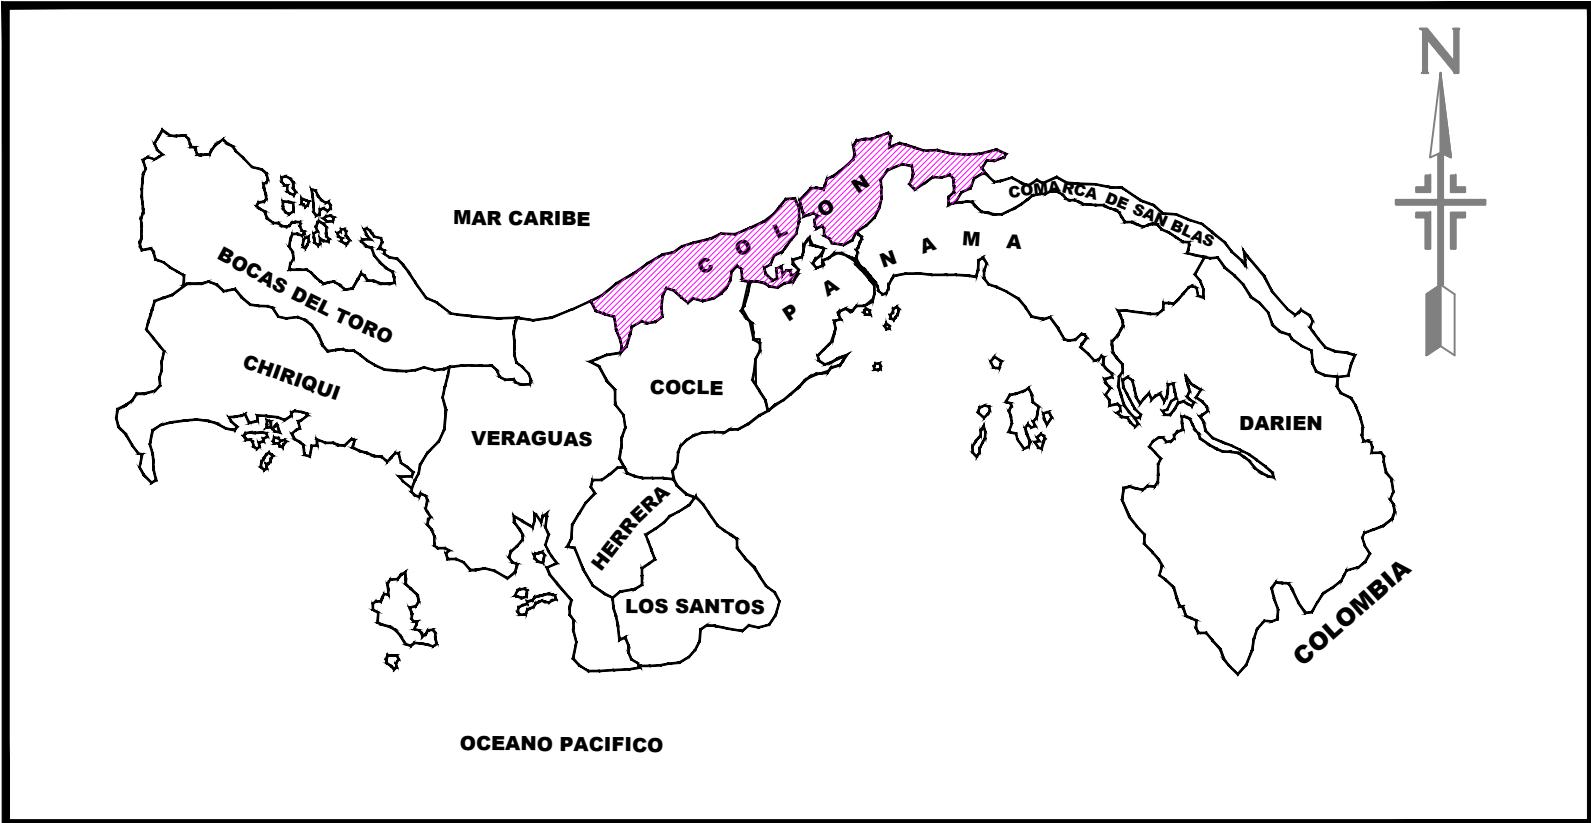 N
MAR CARIBE
COLON
COMARCA DE SAN BLAS
PANAMA
BOCAS DEL TORO
CHIRIQUI
COCLE
VERAGUAS
DARIEN
HERRERA
LOS SANTOS
COLOMBIA
OCEANO PACIFICO